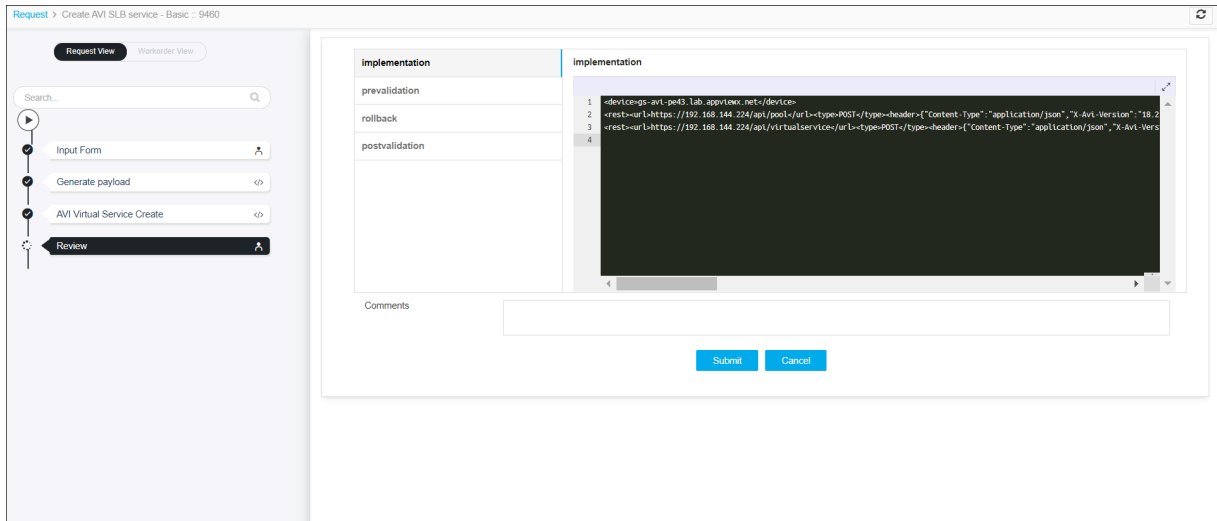 Request > Create AVI SLB service - Basic :: 9460
Request View
Workorder View
Search...
Input Form
Generate payload
AVI Virtual Service Create
Review
implementation
prevalidation
rollback
postvalidation
implementation
1 <device>gs-avi-pe43.lab.appviewx.net</device>
2 <rest><url>https://192.168.144.224/api/pool</url><type>POST</type><header>{"Content-Type":"application/json","X-Avi-Version":"18.2
3 <rest><url>https://192.168.144.224/api/virtualservice</url><type>POST</type><header>{"Content-Type":"application/json","X-Avi-Vers
4
Comments
Submit
Cancel